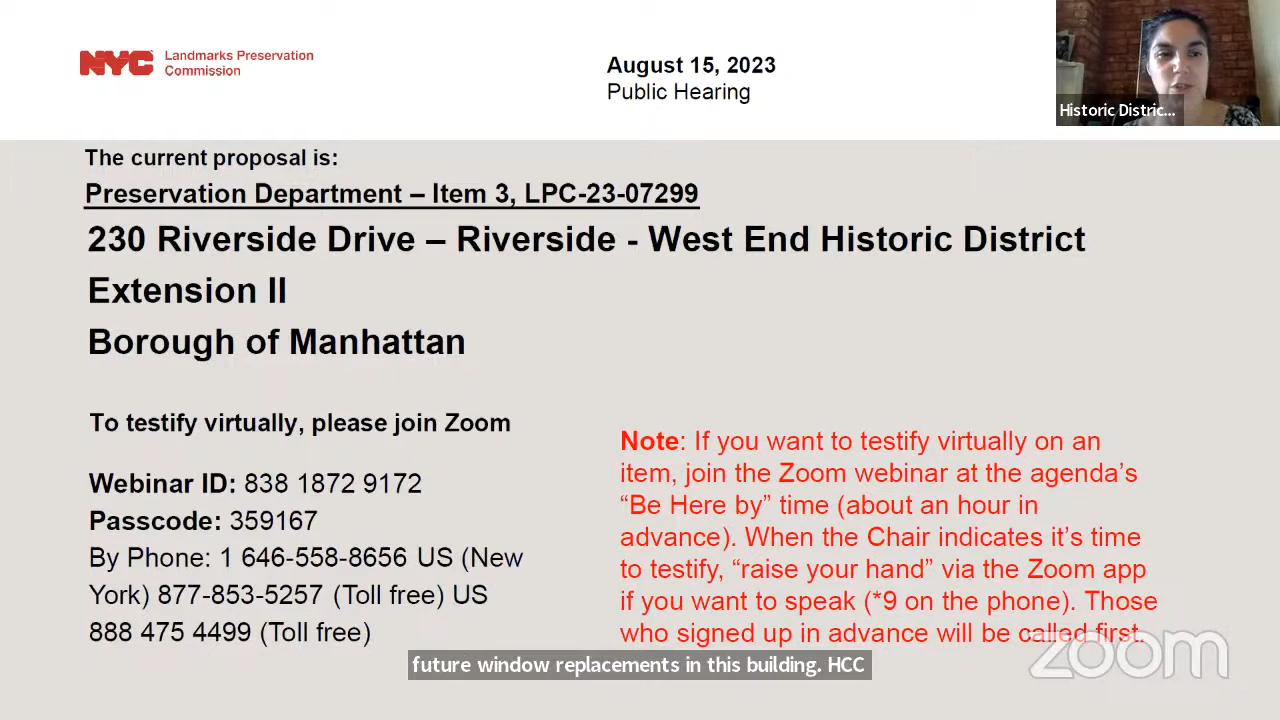 NYC Landmarks Preservation
Commission
August 15, 2023
Public Hearing
Historic Distric...
The current proposal is:
Preservation Department – Item 3, LPC-23-07299
230 Riverside Drive – Riverside - West End Historic District
Extension II
Borough of Manhattan
To testify virtually, please join Zoom
Webinar ID: 838 1872 9172
Passcode: 359167
By Phone: 1 646-558-8656 US (New
York) 877-853-5257 (Toll free) US
888 475 4499 (Toll free)
Note: If you want to testify virtually on an
item, join the Zoom webinar at the agenda’s
“Be Here by” time (about an hour in
advance). When the Chair indicates it’s time
to testify, “raise your hand” via the Zoom app
if you want to speak (*9 on the phone). Those
who signed up in advance will be called first.
zoom
future window replacements in this building. HCC